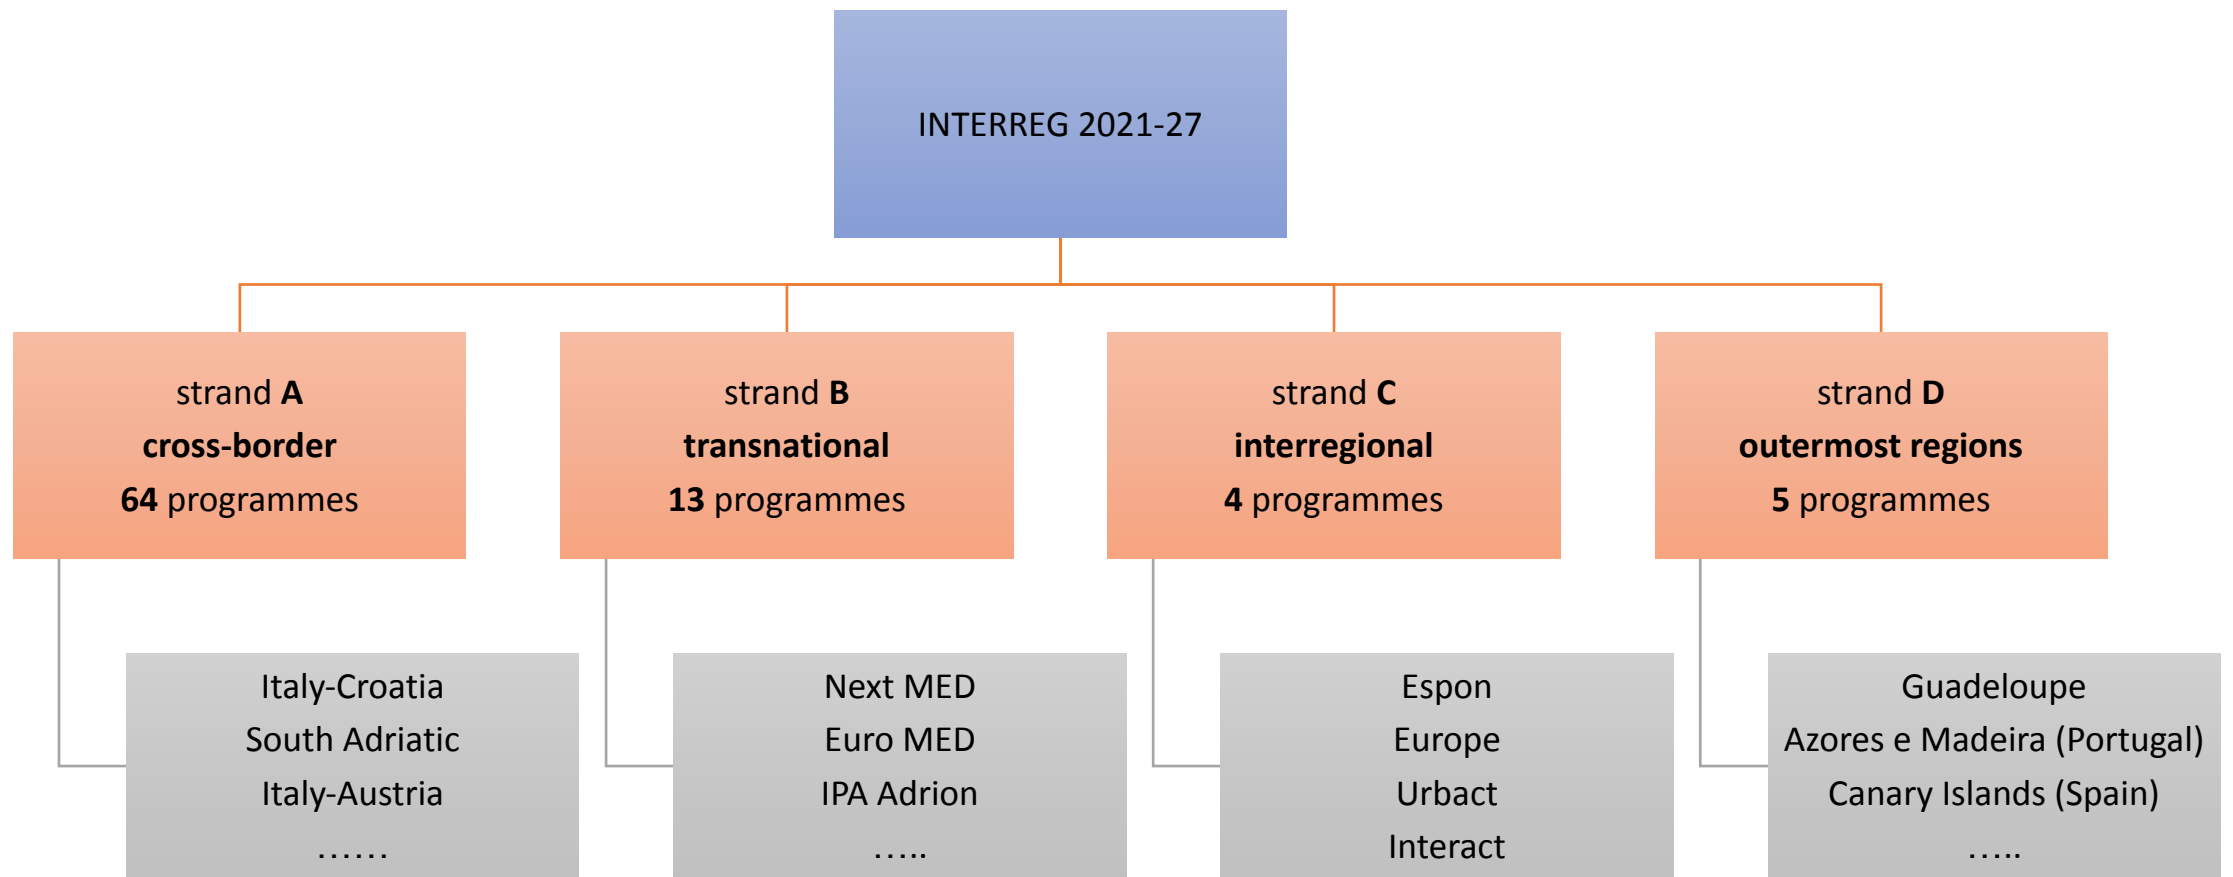 INTERREG 2021-27
strand A
cross-border
64 programmes
strand B
transnational
13 programmes
strand C
interregional
4 programmes
strand D
outermost regions
5 programmes
Italy-Croatia
South Adriatic
Italy-Austria
……
Next MED
Euro MED
IPA Adrion
…..
Espon
Europe
Urbact
Interact
Guadeloupe
Azores e Madeira (Portugal)
Canary Islands (Spain)
…..